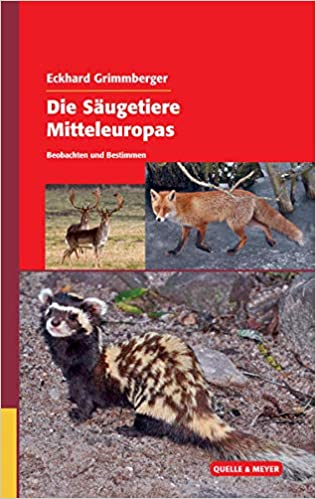 Eckhard Grimmberger
Die Säugetiere
Mitteleuropas
Beobachten und Bestimmen
QUELLE & MEYER